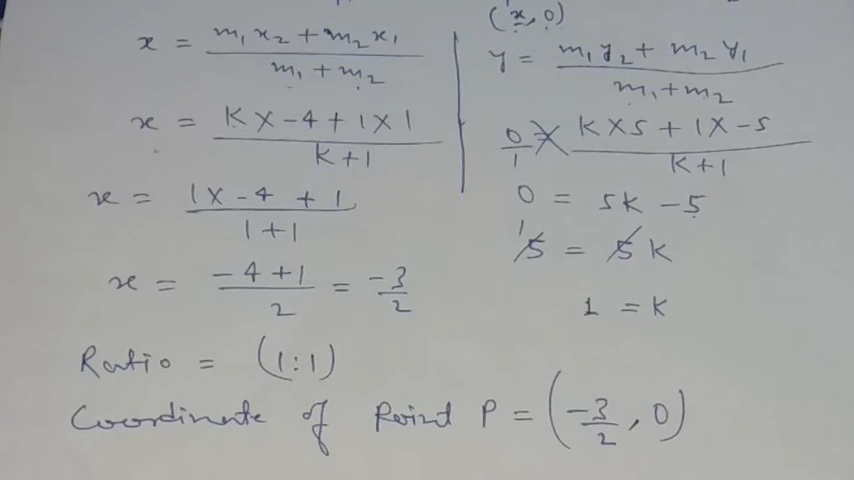 (x, 0)
x = (m₁x₂ + m₂x₁)/(m₁ + m₂)
y = (m₁y₂ + m₂y₁)/(m₁ + m₂)
x = (K × -4 + 1 × 1)/(K + 1)
0/1 = (K × 5 + 1 × -5)/(K + 1)
x = (1 × -4 + 1)/(1 + 1)
0 = 5K - 5
x = (-4 + 1)/2 = -3/2
¹5 = 5K
1 = K
Ratio = (1:1)
Coordinate of Point P = (-3/2, 0)